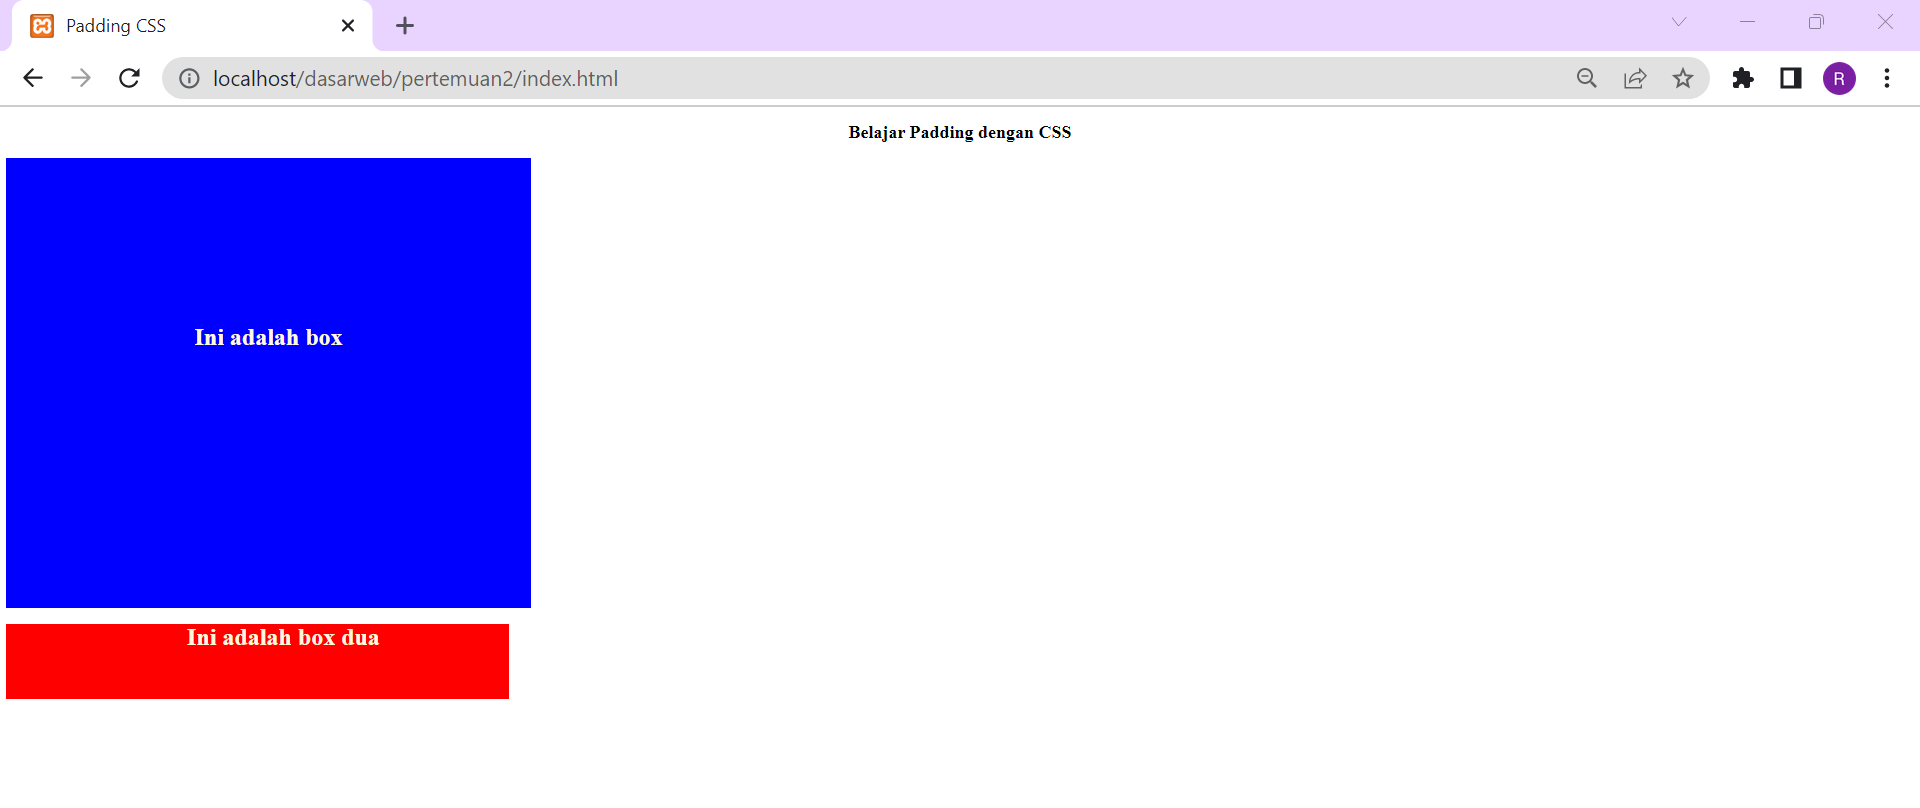 Padding CSS
localhost/dasarweb/pertemuan2/index.html
R
Belajar Padding dengan CSS
Ini adalah box
Ini adalah box dua